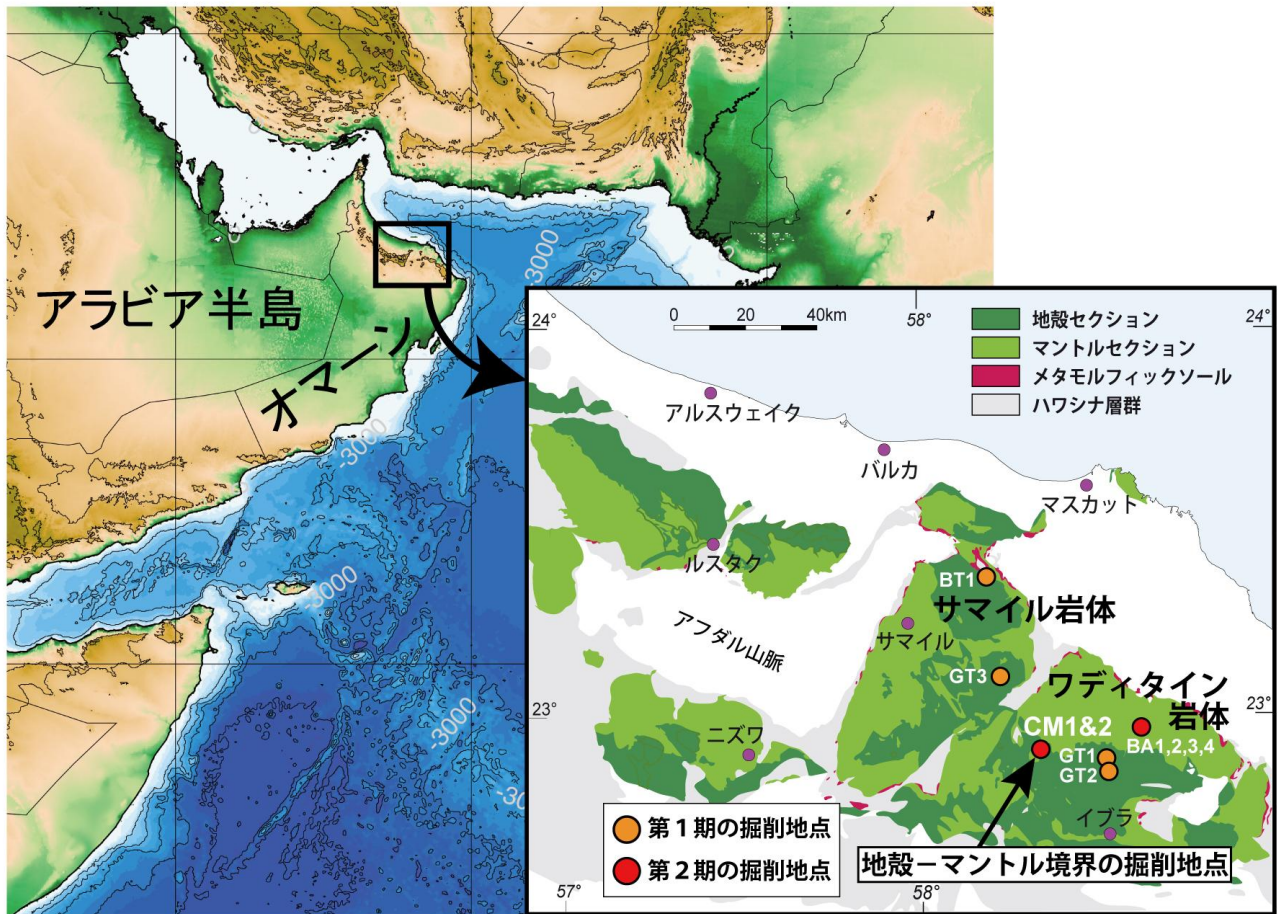 アラビア半島
オマーン
-3000
-3000
-3000
-3000
-3000
0 20 40km
24°
58°
24°
地殻セクション
マントルセクション
メタモルフィックソール
ハワシナ層群
アルスウェイク
バルカ
マスカット
ルスタク
BT1
サマイル岩体
アフダル山脈
サマイル
GT3
ワディタイン
岩体
23°
23°
CM1&2
BA1,2,3,4
ニズワ
GT1
GT2
イブラ
第1期の掘削地点
第2期の掘削地点
地殻−マントル境界の掘削地点
57°
58°